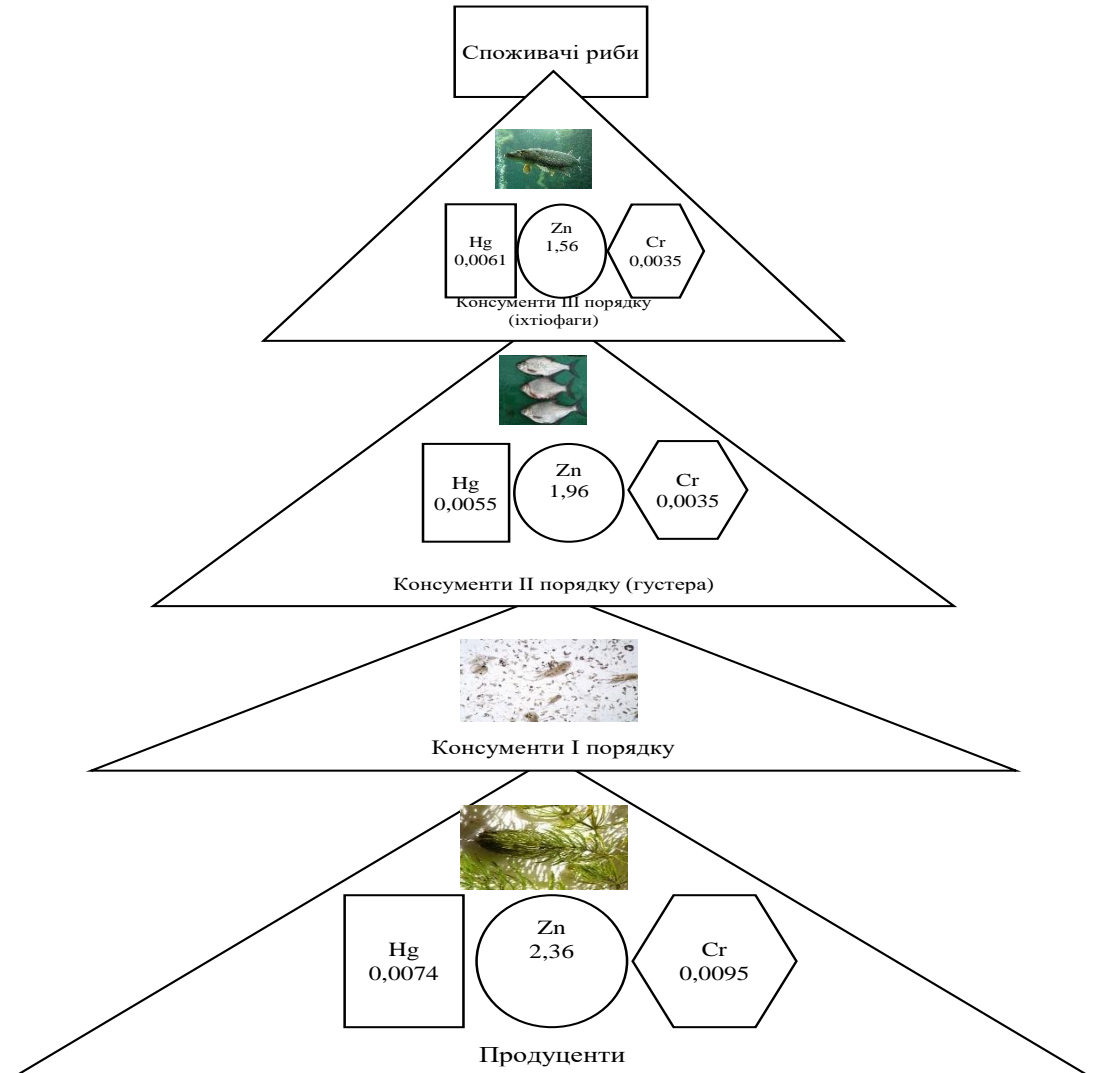 Споживачі риби
Hg
0,0061
Zn
1,56
Cr
0,0035
Консументи III порядку
(іхтіофаги)
Hg
0,0055
Zn
1,96
Cr
0,0035
Консументи II порядку (густера)
Консументи I порядку
Hg
0,0074
Zn
2,36
Cr
0,0095
Продуценти